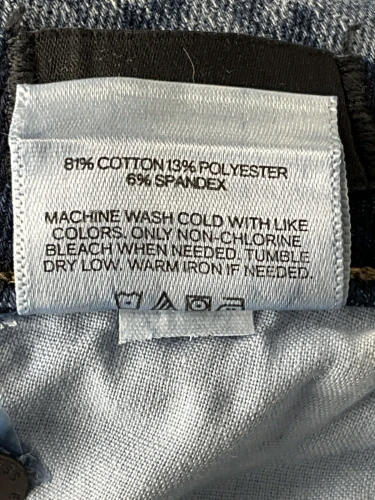 81% COTTON 13% POLYESTER
6% SPANDEX
MACHINE WASH COLD WITH LIKE
COLORS. ONLY NON-CHLORINE
BLEACH WHEN NEEDED. TUMBLE
DRY LOW. WARM IRON IF NEEDED.